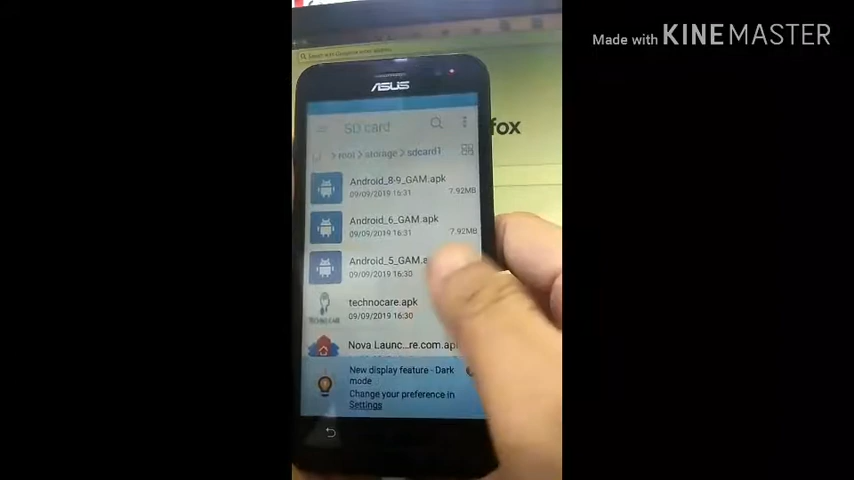 Made with KINEMASTER
fox
ASUS
SD card
> root > storage > sdcard1
Android_8-9_GAM.apk
09/09/2019 16:31
7.92MB
Android_6_GAM.apk
09/09/2019 16:31
7.92MB
Android_5_GAM.a
09/09/2019 16:30
technocare.apk
09/09/2019 16:30
Nova Launc...re.com.apk
New display feature - Dark
mode
Change your preference in
Settings